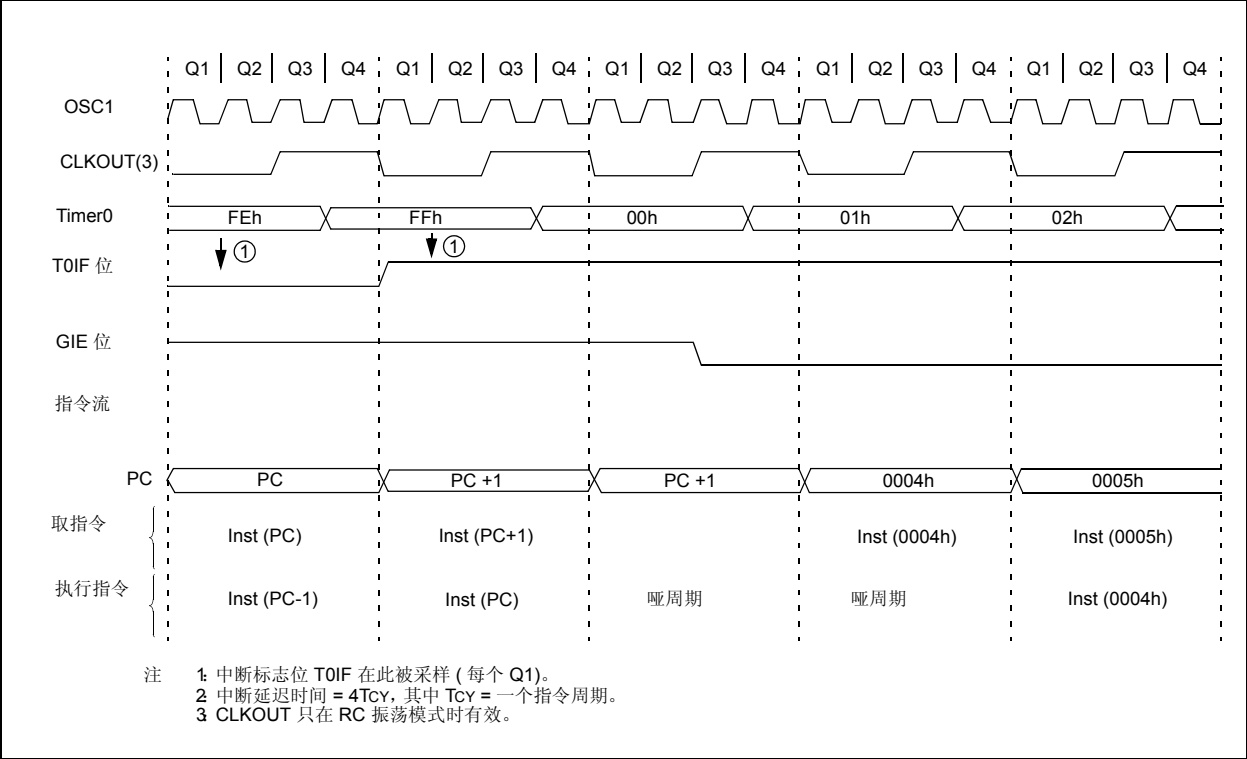 Q1 Q2 Q3 Q4 Q1 Q2 Q3 Q4 Q1 Q2 Q3 Q4 Q1 Q2 Q3 Q4 Q1 Q2 Q3 Q4
OSC1
CLKOUT(3)
Timer0 FEh FFh 00h 01h 02h
① ①
T0IF 位
GIE 位
指令流
PC PC PC +1 PC +1 0004h 0005h
取指令 Inst (PC) Inst (PC+1) Inst (0004h) Inst (0005h)
执行指令 Inst (PC-1) Inst (PC) 哑周期 哑周期 Inst (0004h)
注 1: 中断标志位 T0IF 在此被采样 ( 每个 Q1)。
2: 中断延迟时间 = 4TCY, 其中 TCY = 一个指令周期。
3: CLKOUT 只在 RC 振荡模式时有效。